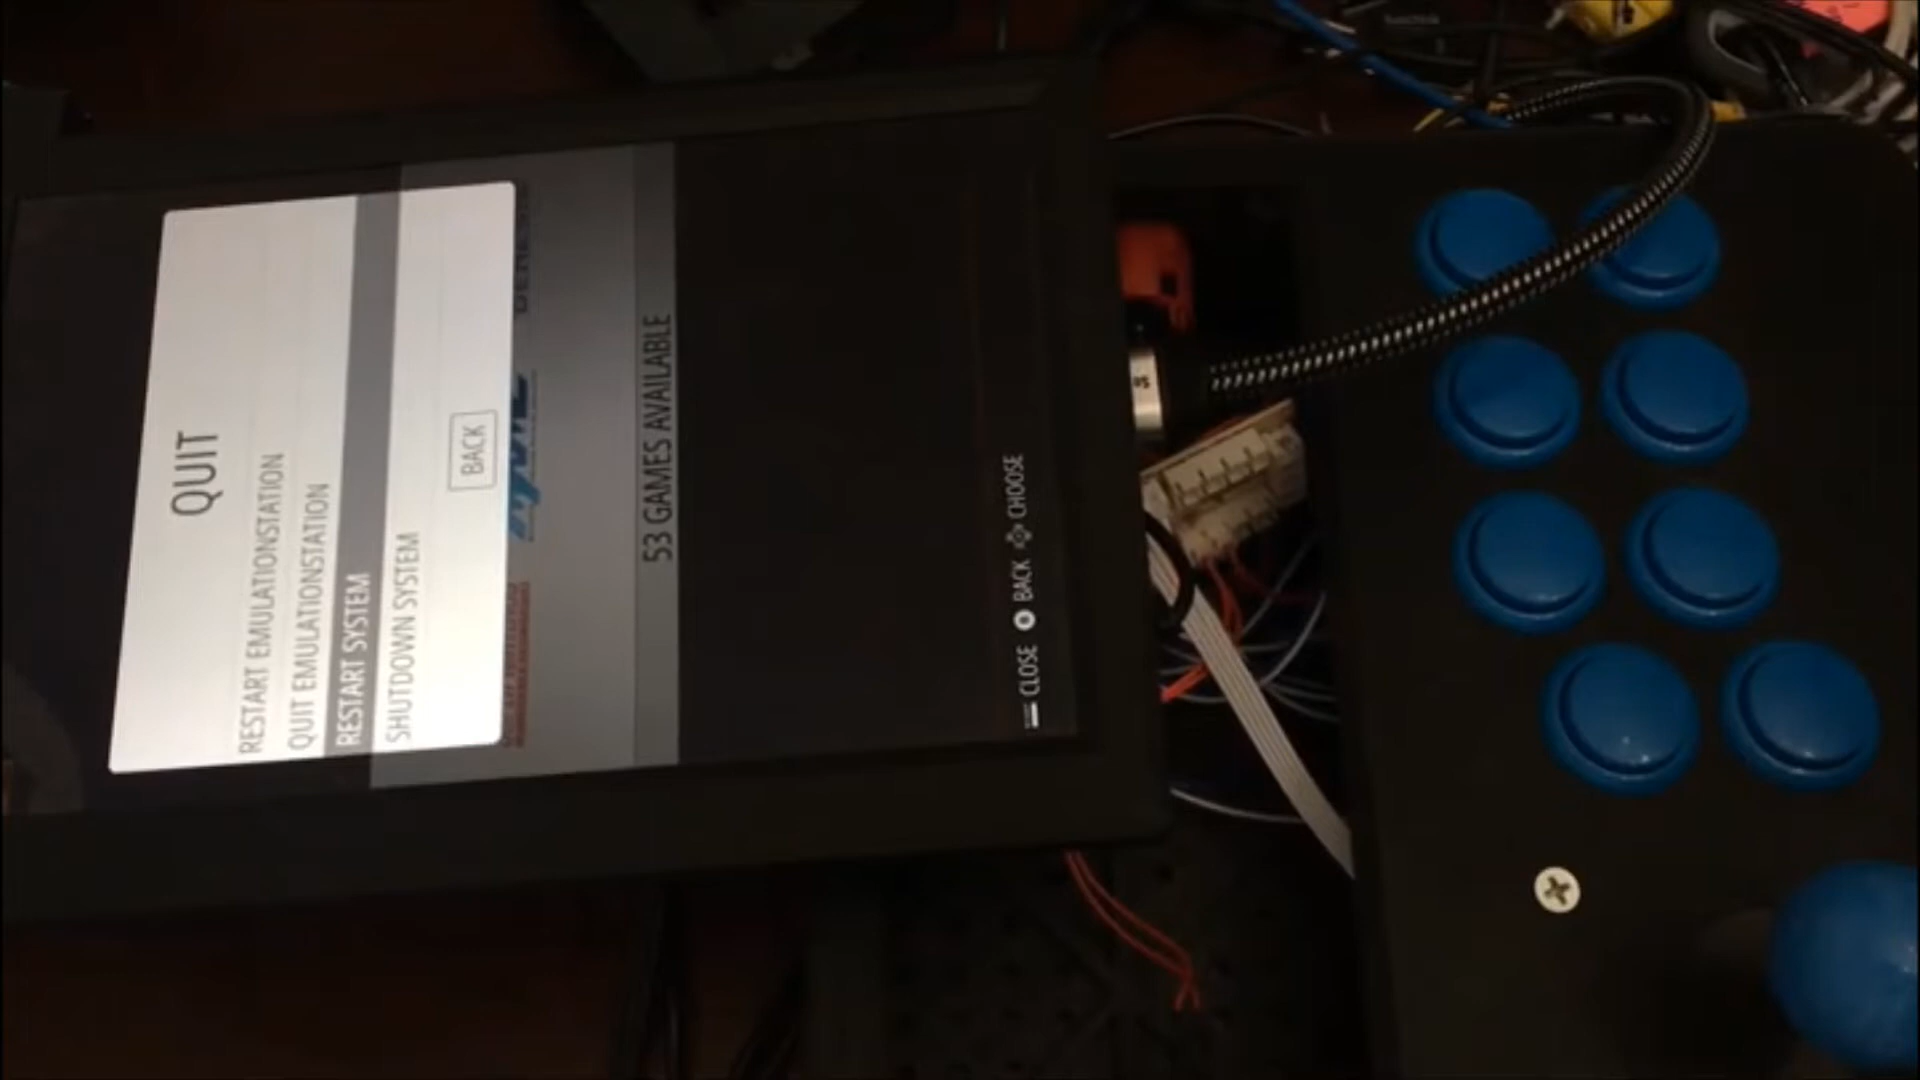 QUIT
RESTART EMULATIONSTATION
QUIT EMULATIONSTATION
RESTART SYSTEM
SHUTDOWN SYSTEM
BACK
53 GAMES AVAILABLE
CLOSE BACK CHOOSE